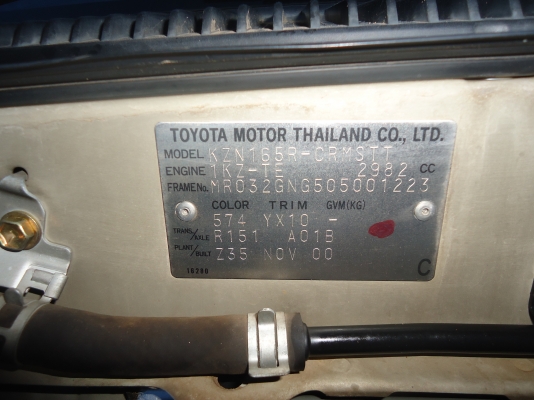 TOYOTA MOTOR THAILAND CO., LTD.
MODEL KZN165R-CRMSTT
ENGINE 1KZ-TE 2982 CC
FRAME No. MR032GNG505001223
COLOR TRIM GVM(KG)
574 YX10 -
TRANS./AXLE R151 A01B
PLANT/BUILT Z35 NOV 00
10200
C